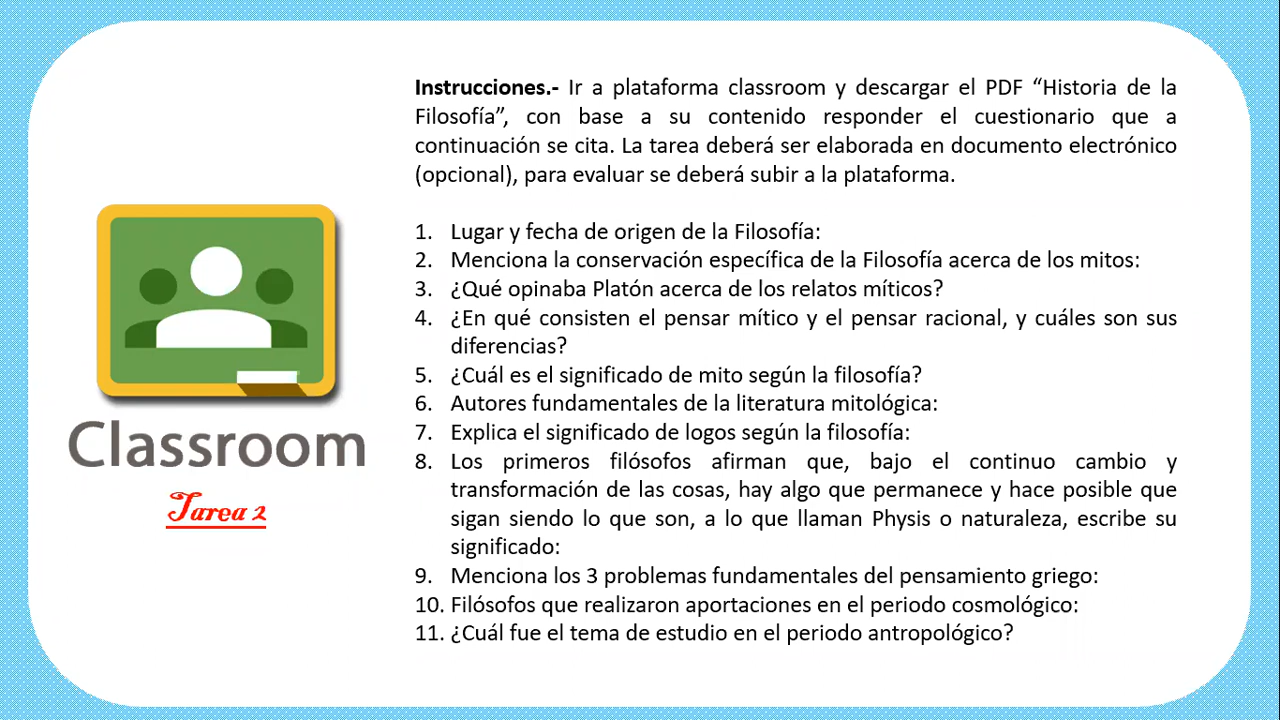 Instrucciones.- Ir a plataforma classroom y descargar el PDF “Historia de la
Filosofía”, con base a su contenido responder el cuestionario que a
continuación se cita. La tarea deberá ser elaborada en documento electrónico
(opcional), para evaluar se deberá subir a la plataforma.
1. Lugar y fecha de origen de la Filosofía:
2. Menciona la conservación específica de la Filosofía acerca de los mitos:
3. ¿Qué opinaba Platón acerca de los relatos míticos?
4. ¿En qué consisten el pensar mítico y el pensar racional, y cuáles son sus
diferencias?
5. ¿Cuál es el significado de mito según la filosofía?
6. Autores fundamentales de la literatura mitológica:
7. Explica el significado de logos según la filosofía:
8. Los primeros filósofos afirman que, bajo el continuo cambio y
transformación de las cosas, hay algo que permanece y hace posible que
sigan siendo lo que son, a lo que llaman Physis o naturaleza, escribe su
significado:
9. Menciona los 3 problemas fundamentales del pensamiento griego:
10. Filósofos que realizaron aportaciones en el periodo cosmológico:
11. ¿Cuál fue el tema de estudio en el periodo antropológico?
Classroom
Tarea 2